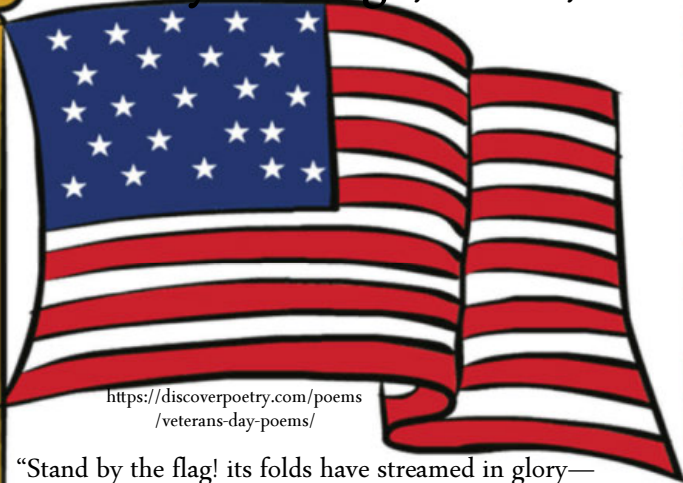 https://discoverpoetry.com/poems
/veterans-day-poems/
“Stand by the flag! its folds have streamed in glory—